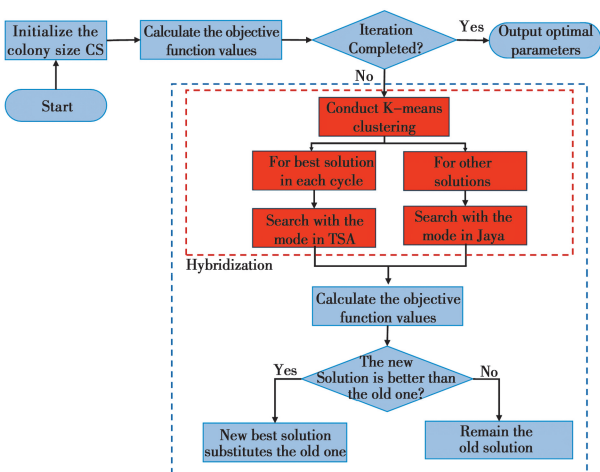 Initialize the
colony size CS
Calculate the objective
function values
Iteration
Completed?
Yes
Output optimal
parameters
Start
No
Conduct K-means
clustering
For best solution
in each cycle
For other
solutions
Search with the
mode in TSA
Search with the
mode in Jaya
Hybridization
Calculate the objective
function values
The new
Solution is better than
the old one?
Yes
No
New best solution
substitutes the old one
Remain the
old solution